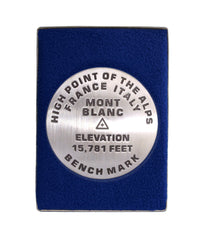 HIGH POINT OF THE ALPS
FRANCE ITALY
MONT
BLANC
ELEVATION
15,781 FEET
BENCH MARK